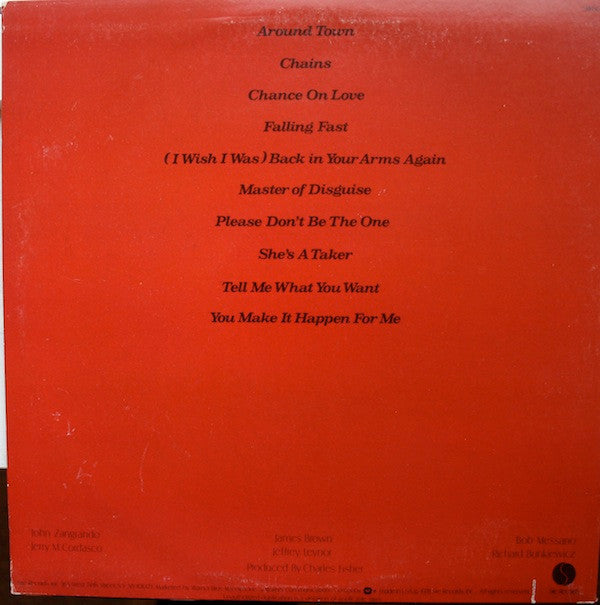 Around Town
Chains
Chance On Love
Falling Fast
(I Wish I Was) Back in Your Arms Again
Master of Disguise
Please Don't Be The One
She's A Taker
Tell Me What You Want
You Make It Happen For Me
John Zangrando
Jerry M. Cordasco
James Brown
Jeffrey Leynor
Produced By Charles Fisher
Bob Messano
Richard Bunkiewicz